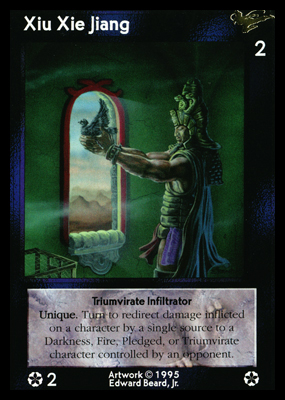 Xiu Xie Jiang
2
Triumvirate Infiltrator
Unique. Turn to redirect damage inflicted
on a character by a single source to a
Darkness, Fire, Pledged, or Triumvirate
character controlled by an opponent.
2
Artwork © 1995
Edward Beard, Jr.